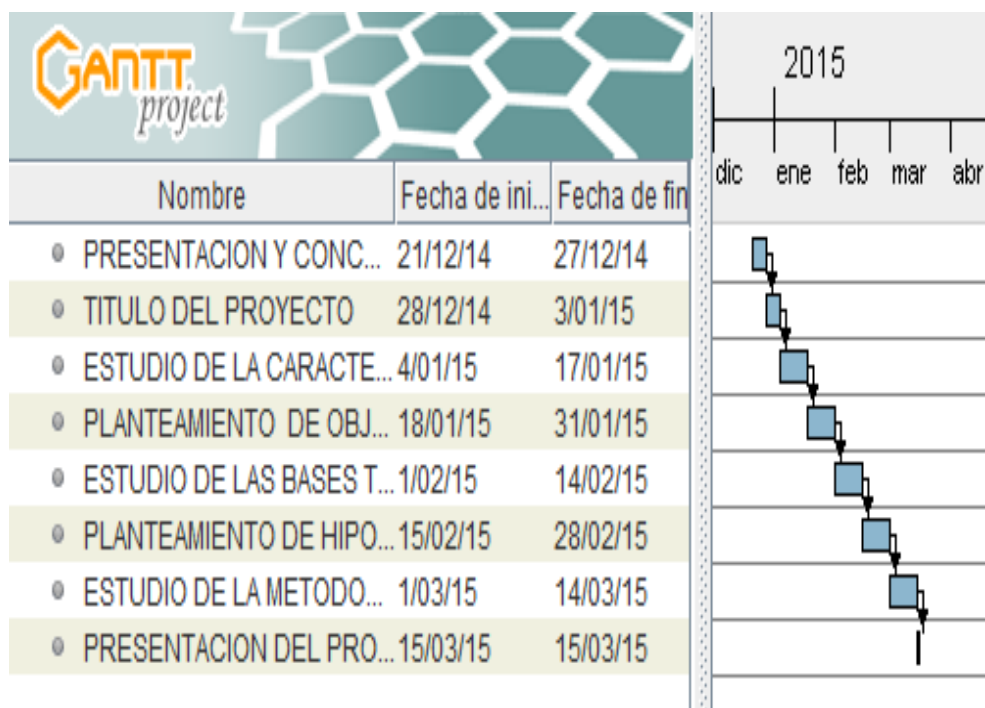 GANTT
project
2015
dic ene feb mar abr
Nombre Fecha de ini... Fecha de fin
PRESENTACION Y CONC... 21/12/14 27/12/14
TITULO DEL PROYECTO 28/12/14 3/01/15
ESTUDIO DE LA CARACTE... 4/01/15 17/01/15
PLANTEAMIENTO DE OBJ... 18/01/15 31/01/15
ESTUDIO DE LAS BASES T... 1/02/15 14/02/15
PLANTEAMIENTO DE HIPO... 15/02/15 28/02/15
ESTUDIO DE LA METODO... 1/03/15 14/03/15
PRESENTACION DEL PRO... 15/03/15 15/03/15